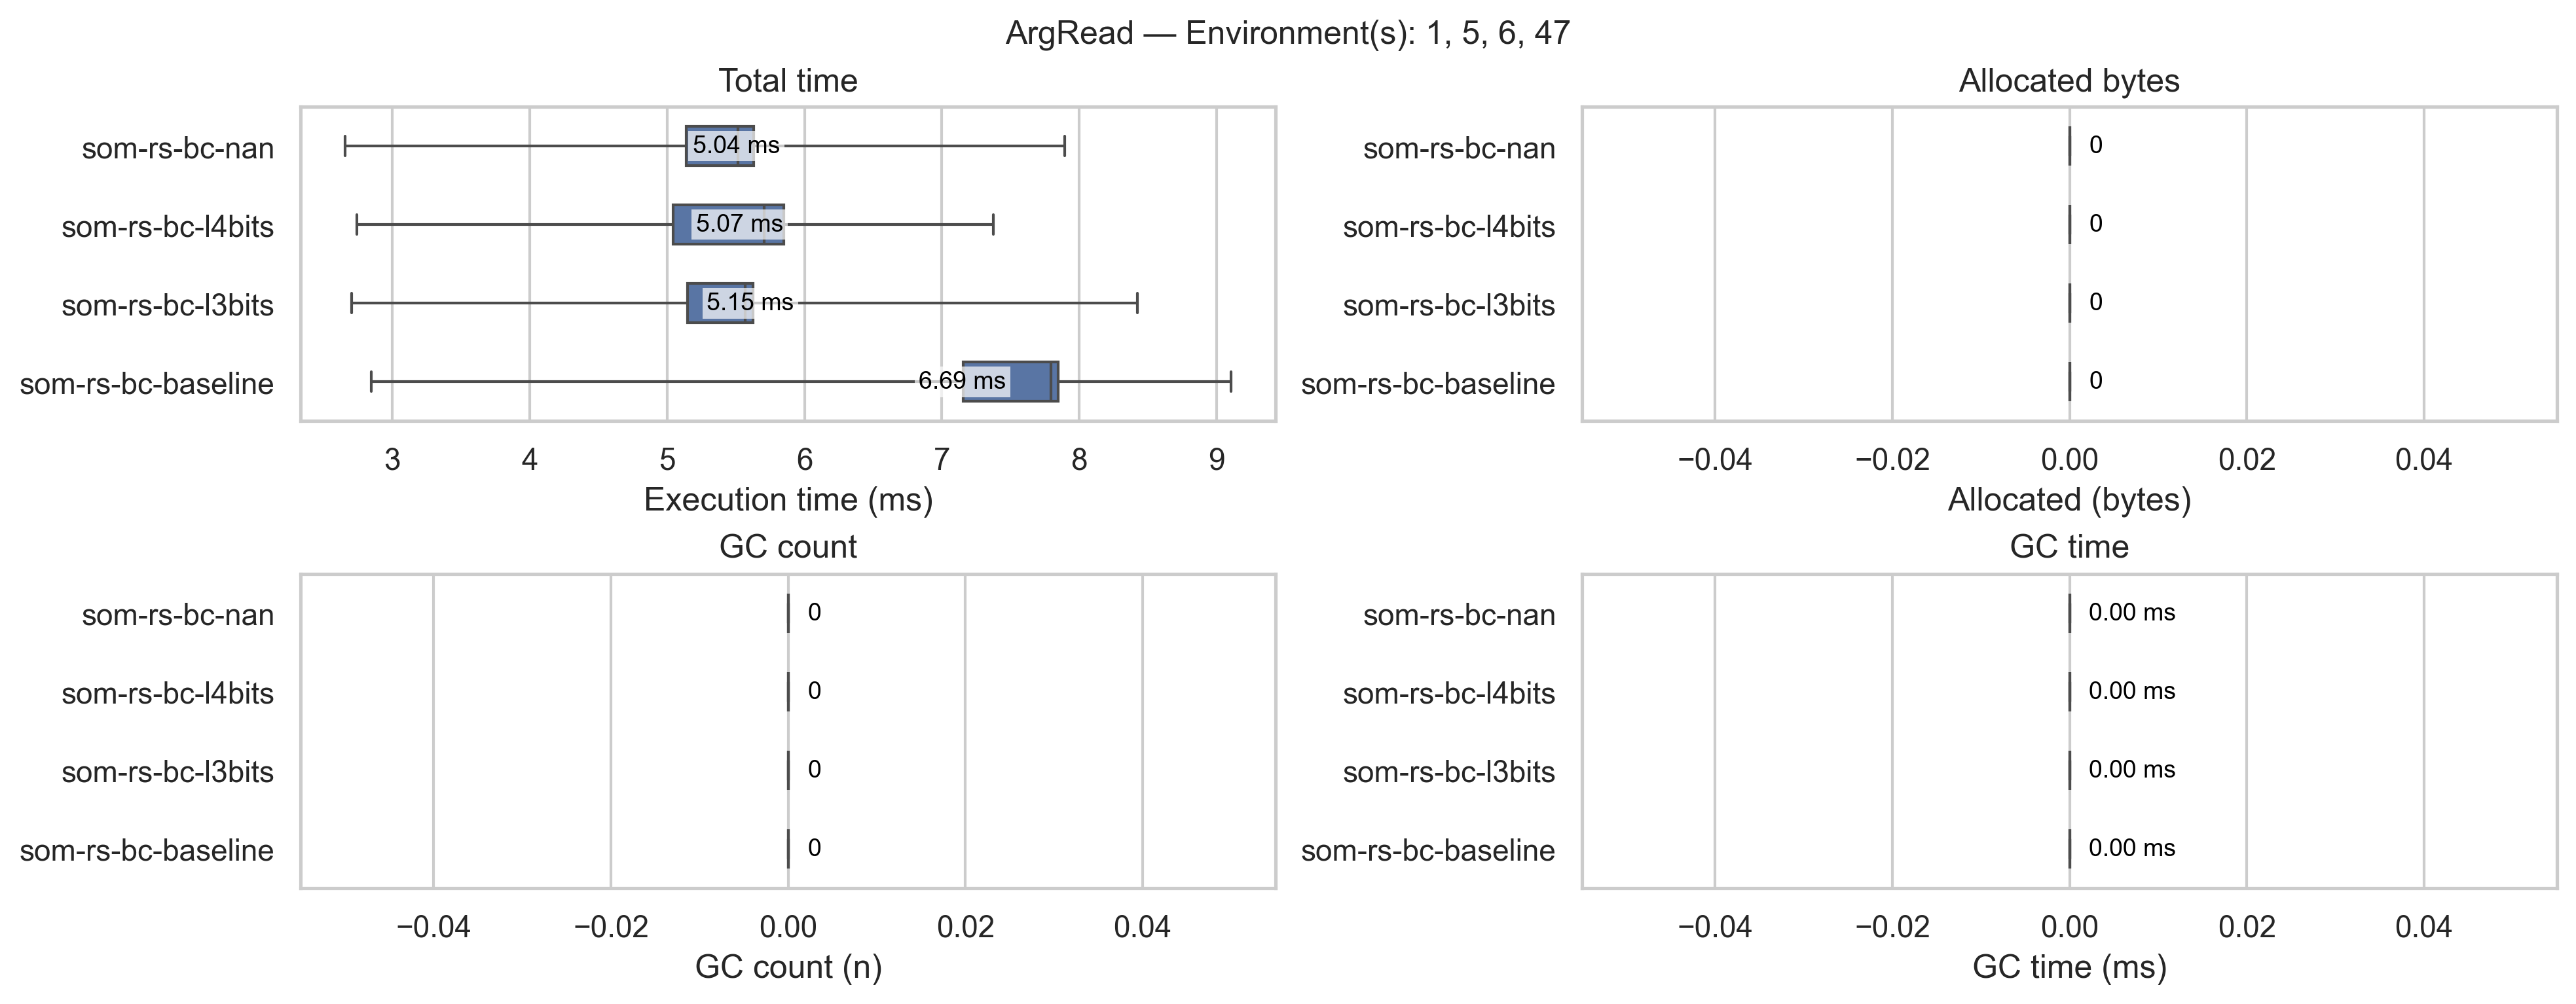 ArgRead — Environment(s): 1, 5, 6, 47
Total time
som-rs-bc-nan
5.04 ms
som-rs-bc-l4bits
5.07 ms
som-rs-bc-l3bits
5.15 ms
som-rs-bc-baseline
6.69 ms
3 4 5 6 7 8 9
Execution time (ms)
Allocated bytes
som-rs-bc-nan
0
som-rs-bc-l4bits
0
som-rs-bc-l3bits
0
som-rs-bc-baseline
0
−0.04 −0.02 0.00 0.02 0.04
Allocated (bytes)
GC count
som-rs-bc-nan
0
som-rs-bc-l4bits
0
som-rs-bc-l3bits
0
som-rs-bc-baseline
0
−0.04 −0.02 0.00 0.02 0.04
GC count (n)
GC time
som-rs-bc-nan
0.00 ms
som-rs-bc-l4bits
0.00 ms
som-rs-bc-l3bits
0.00 ms
som-rs-bc-baseline
0.00 ms
−0.04 −0.02 0.00 0.02 0.04
GC time (ms)